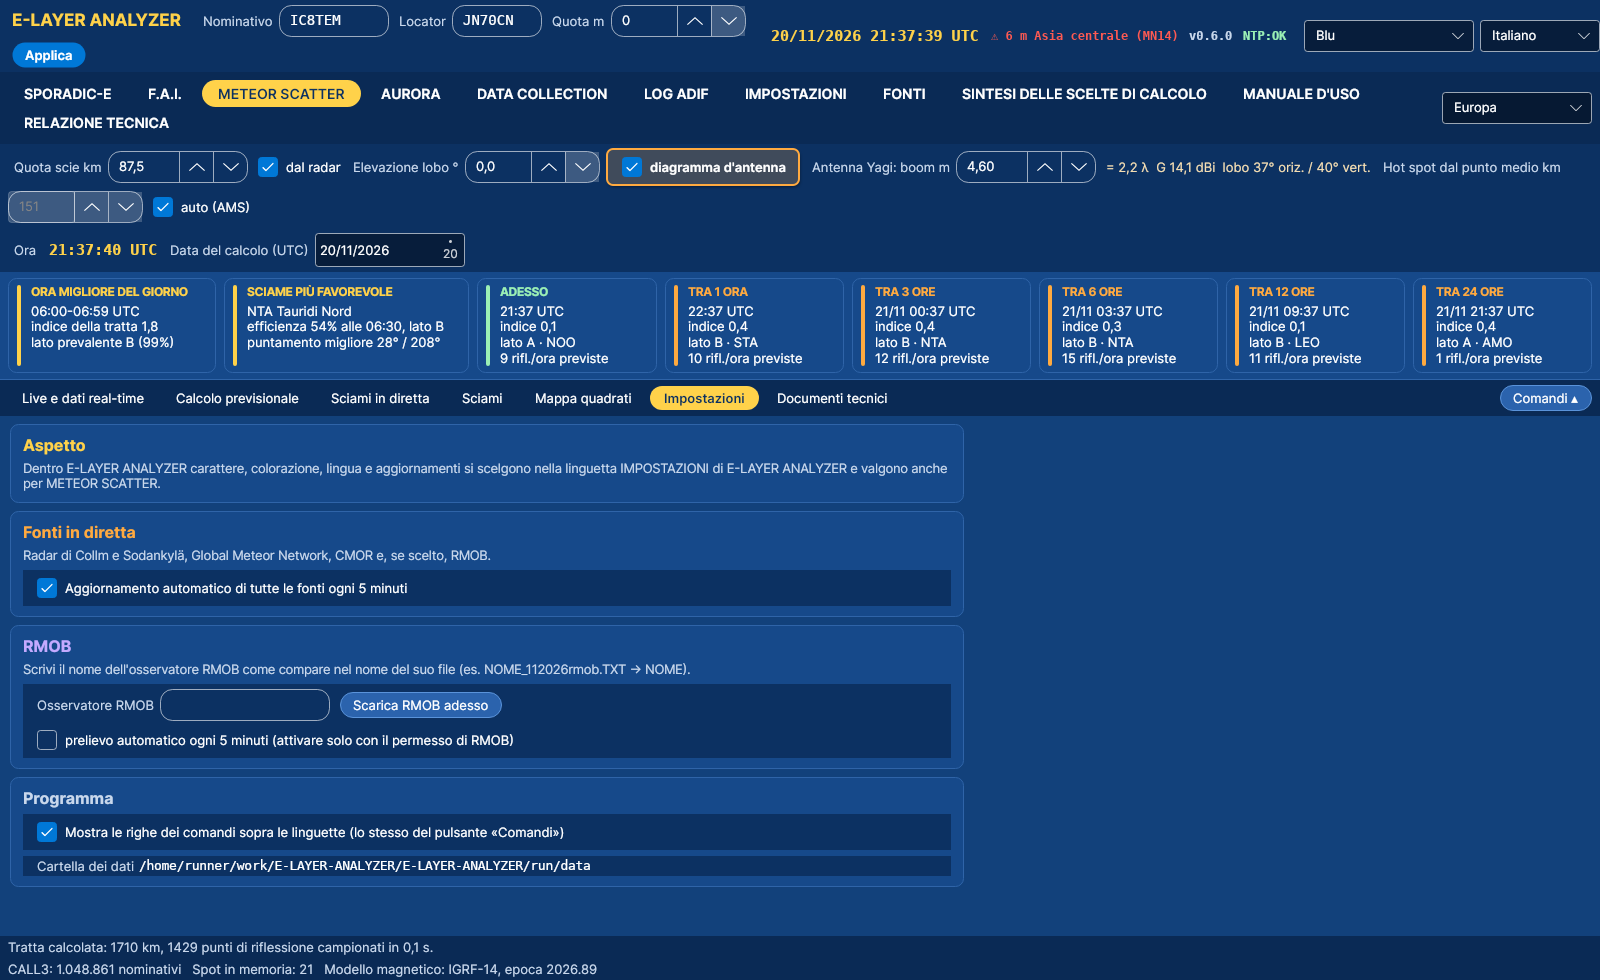 E-LAYER ANALYZER Nominativo IC8TEM Locator JN70CN Quota m 0
20/11/2026 21:37:39 UTC ⚠ 6 m Asia centrale (MN14) v0.6.0 NTP:OK Blu Italiano
Applica
SPORADIC-E F.A.I. METEOR SCATTER AURORA DATA COLLECTION LOG ADIF IMPOSTAZIONI FONTI SINTESI DELLE SCELTE DI CALCOLO MANUALE D'USO
RELAZIONE TECNICA
Europa
Quota scie km 87,5 dal radar Elevazione lobo ° 0,0 diagramma d'antenna Antenna Yagi: boom m 4,60 = 2,2 λ G 14,1 dBi lobo 37° oriz. / 40° vert. Hot spot dal punto medio km
151 auto (AMS)
Ora 21:37:40 UTC Data del calcolo (UTC) 20/11/2026 20
ORA MIGLIORE DEL GIORNO
06:00-06:59 UTC
indice della tratta 1,8
lato prevalente B (99%)
SCIAME PIÙ FAVOREVOLE
NTA Tauridi Nord
efficienza 54% alle 06:30, lato B
puntamento migliore 28° / 208°
ADESSO
21:37 UTC
indice 0,1
lato A · NOO
9 rifl./ora previste
TRA 1 ORA
22:37 UTC
indice 0,4
lato B · STA
10 rifl./ora previste
TRA 3 ORE
21/11 00:37 UTC
indice 0,4
lato B · NTA
12 rifl./ora previste
TRA 6 ORE
21/11 03:37 UTC
indice 0,3
lato B · NTA
15 rifl./ora previste
TRA 12 ORE
21/11 09:37 UTC
indice 0,1
lato B · LEO
11 rifl./ora previste
TRA 24 ORE
21/11 21:37 UTC
indice 0,4
lato A · AMO
1 rifl./ora previste
Live e dati real-time Calcolo previsionale Sciami in diretta Sciami Mappa quadrati Impostazioni Documenti tecnici Comandi ▴
Aspetto
Dentro E-LAYER ANALYZER carattere, colorazione, lingua e aggiornamenti si scelgono nella linguetta IMPOSTAZIONI di E-LAYER ANALYZER e valgono anche
per METEOR SCATTER.
Fonti in diretta
Radar di Collm e Sodankylä, Global Meteor Network, CMOR e, se scelto, RMOB.
Aggiornamento automatico di tutte le fonti ogni 5 minuti
RMOB
Scrivi il nome dell'osservatore RMOB come compare nel nome del suo file (es. NOME_112026rmob.TXT → NOME).
Osservatore RMOB Scarica RMOB adesso
prelievo automatico ogni 5 minuti (attivare solo con il permesso di RMOB)
Programma
Mostra le righe dei comandi sopra le linguette (lo stesso del pulsante «Comandi»)
Cartella dei dati /home/runner/work/E-LAYER-ANALYZER/E-LAYER-ANALYZER/run/data
Tratta calcolata: 1710 km, 1429 punti di riflessione campionati in 0,1 s.
CALL3: 1.048.861 nominativi Spot in memoria: 21 Modello magnetico: IGRF-14, epoca 2026.89